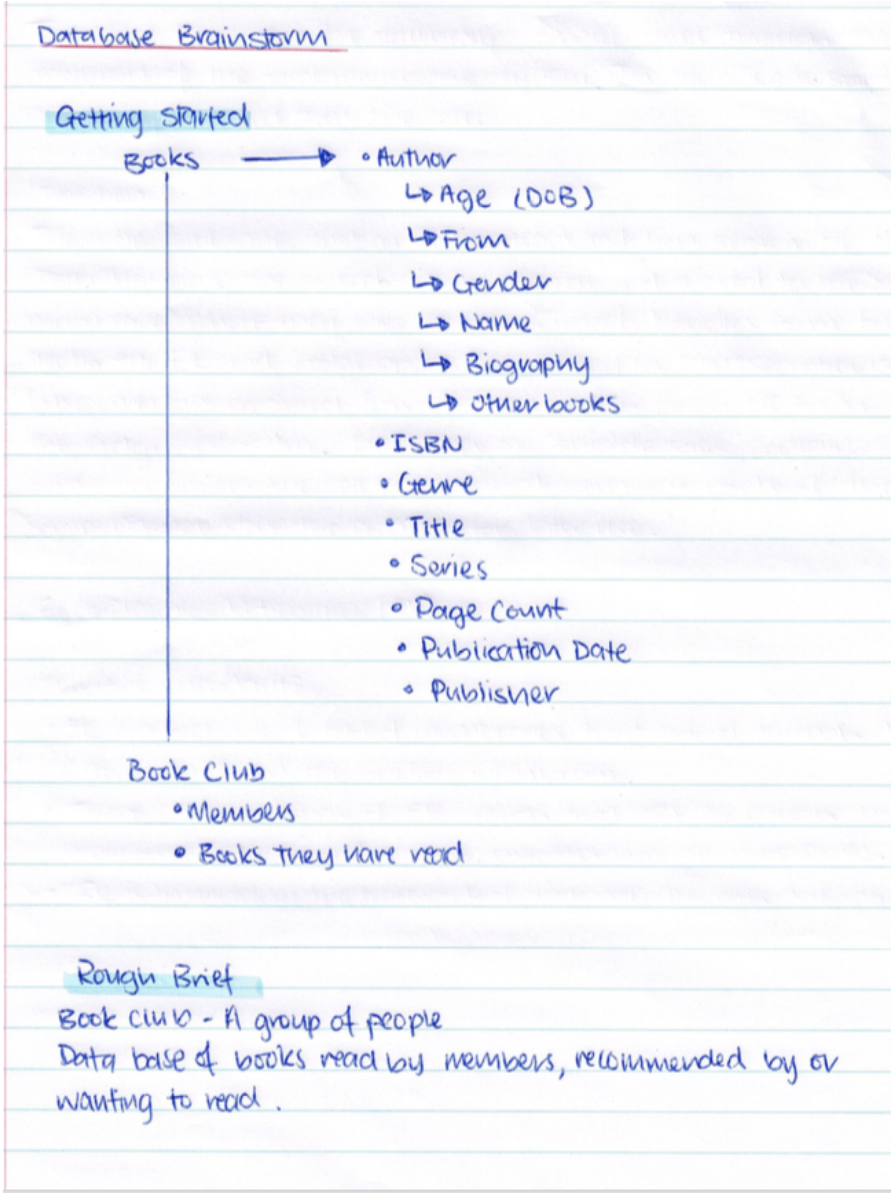 Database Brainstorm
Getting started
Books → • Author
↳ Age (DOB)
↳ From
↳ Gender
↳ Name
↳ Biography
↳ Other books
• ISBN
• Genre
• Title
• Series
• Page Count
• Publication Date
• Publisher
Book Club
• Members
• Books they have read
Rough Brief
Book club - A group of people
Data base of books read by members, recommended by or
wanting to read.